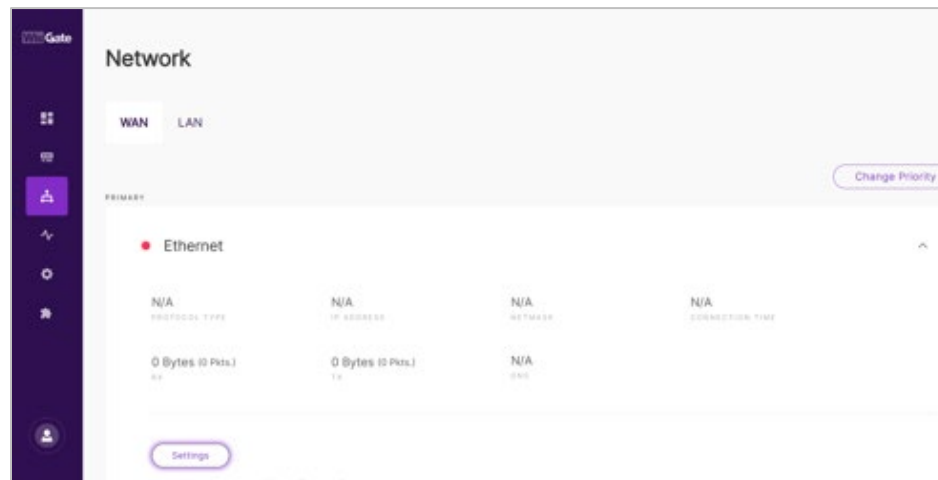 Gate
Network
WAN LAN
Change Priority
PRIMARY
Ethernet
N/A N/A N/A N/A
PROTOCOL TYPE IP ADDRESS NETMASK CONNECTION TIME
0 Bytes (0 Pkts.) 0 Bytes (0 Pkts.) N/A
RX TX DNS
Settings